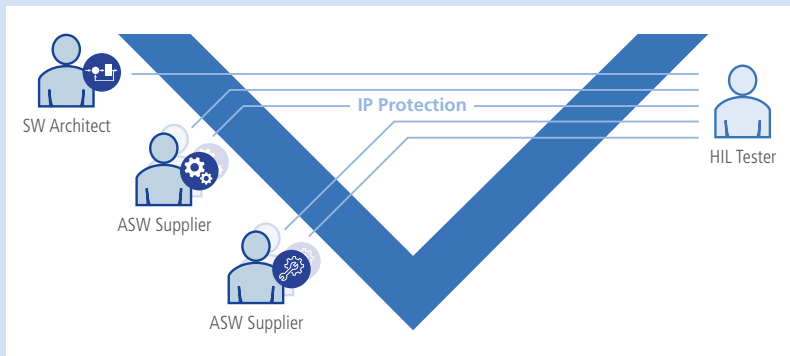 SW Architect
IP Protection
HIL Tester
ASW Supplier
ASW Supplier